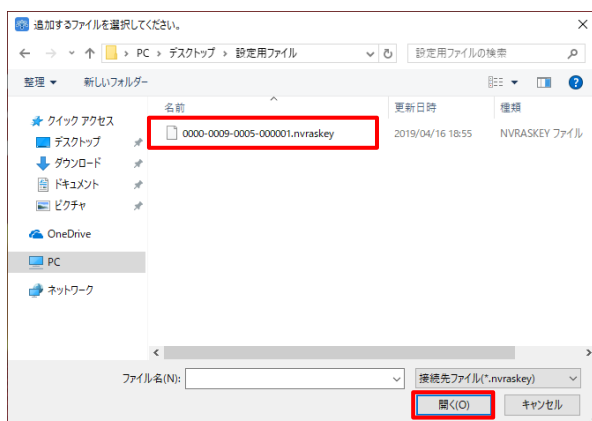 追加するファイルを選択してください。
PC › デスクトップ › 設定用ファイル
設定用ファイルの検索
整理
新しいフォルダー
名前 更新日時 種類
0000-0009-0005-000001.nvraskey 2019/04/16 18:55 NVRASKEY ファイル
クイック アクセス
デスクトップ
ダウンロード
ドキュメント
ピクチャ
OneDrive
PC
ネットワーク
ファイル名(N):
接続先ファイル(*.nvraskey)
開く(O) キャンセル